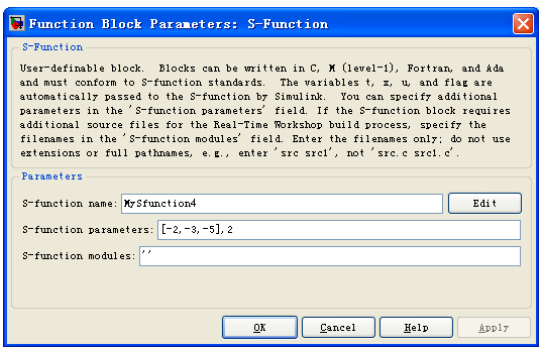 Function Block Parameters: S-Function
S-Function
User-definable block.  Blocks can be written in C, M (level-1), Fortran, and Ada
and must conform to S-function standards.  The variables t, x, u, and flag are
automatically passed to the S-function by Simulink.  You can specify additional
parameters in the 'S-function parameters' field. If the S-function block requires
additional source files for the Real-Time Workshop build process, specify the
filenames in the 'S-function modules' field. Enter the filenames only; do not use
extensions or full pathnames, e.g., enter 'src src1', not 'src.c src1.c'.
Parameters
S-function name: MySfunction4 Edit
S-function parameters: [-2,-3,-5],2
S-function modules: ''
OK Cancel Help Apply